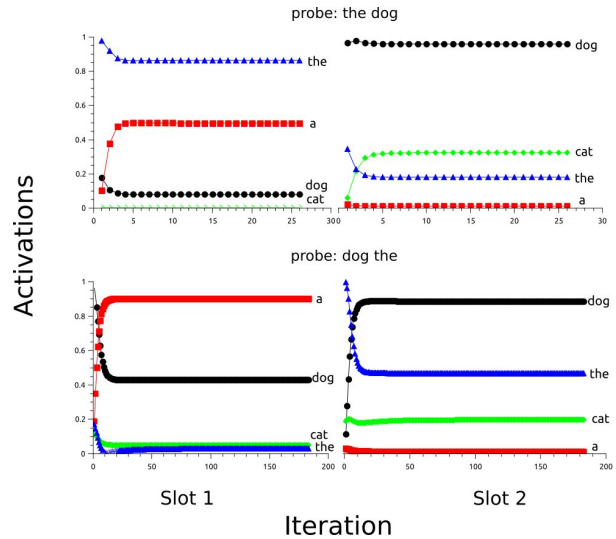 probe: the dog
1
0.8
0.6
0.4
0.2
0
the
a
dog
cat
0 5 10 15 20 25 30
dog
cat
the
a
0 5 10 15 20 25 30
probe: dog the
1
0.8
0.6
0.4
0.2
0
a
dog
cat
the
0 50 100 150 200
dog
the
cat
a
0 50 100 150 200
Activations
Slot 1
Slot 2
Iteration